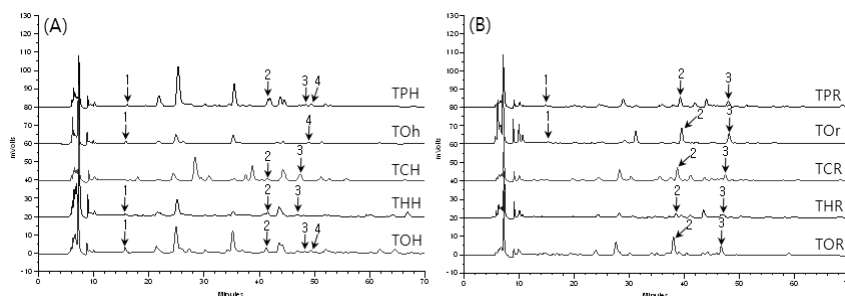 (A)
130
120
110
100
90
80
70
60
50
40
30
20
10
0
-10
mVolts
1 2 3 4
TPH
1 4
TOh
2 3
TCH
1 2 3
THH
1 2 3 4
TOH
0 10 20 30 40 50 60 70
Minutes
(B)
130
120
110
100
90
80
70
60
50
40
30
20
10
0
-10
mVolts
1 2 3
TPR
1 2 3
TOr
2 3
TCR
2 3
THR
2 3
TOR
0 10 20 30 40 50 60 70
Minutes